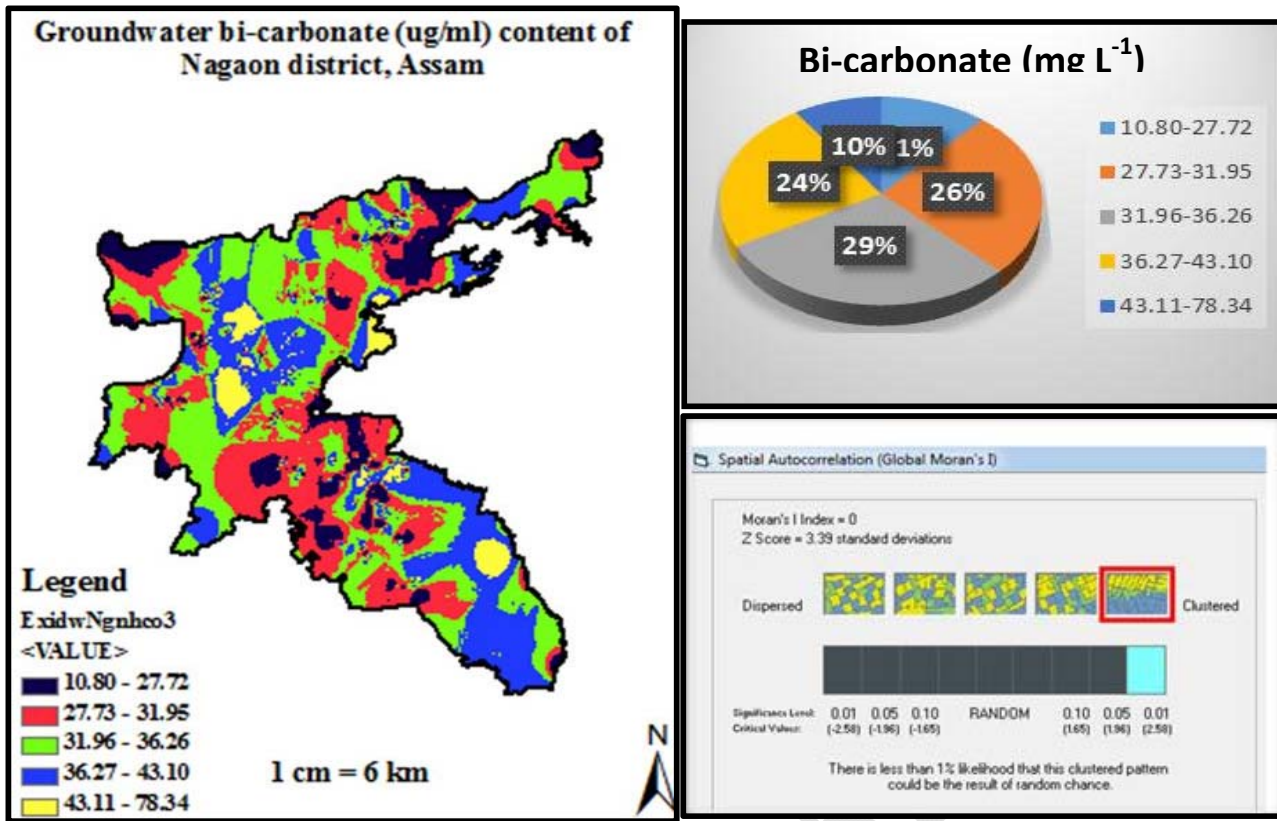 Groundwater bi-carbonate (ug/ml) content of
Nagaon district, Assam
Legend
ExidwNgnhco3
<VALUE>
10.80 - 27.72
27.73 - 31.95
31.96 - 36.26
36.27 - 43.10
43.11 - 78.34
1 cm = 6 km
N
Bi-carbonate (mg L⁻¹)
10% 1%
24% 26%
29%
10.80-27.72
27.73-31.95
31.96-36.26
36.27-43.10
43.11-78.34
Spatial Autocorrelation (Global Moran's I)
Moran's I Index = 0
Z Score = 3.39 standard deviations
Dispersed Clustered
Significance Level: 0.01 0.05 0.10 RANDOM 0.10 0.05 0.01
Critical Values: (-2.58) (-1.96) (-1.65) (1.65) (1.96) (2.58)
There is less than 1% likelihood that this clustered pattern
could be the result of random chance.